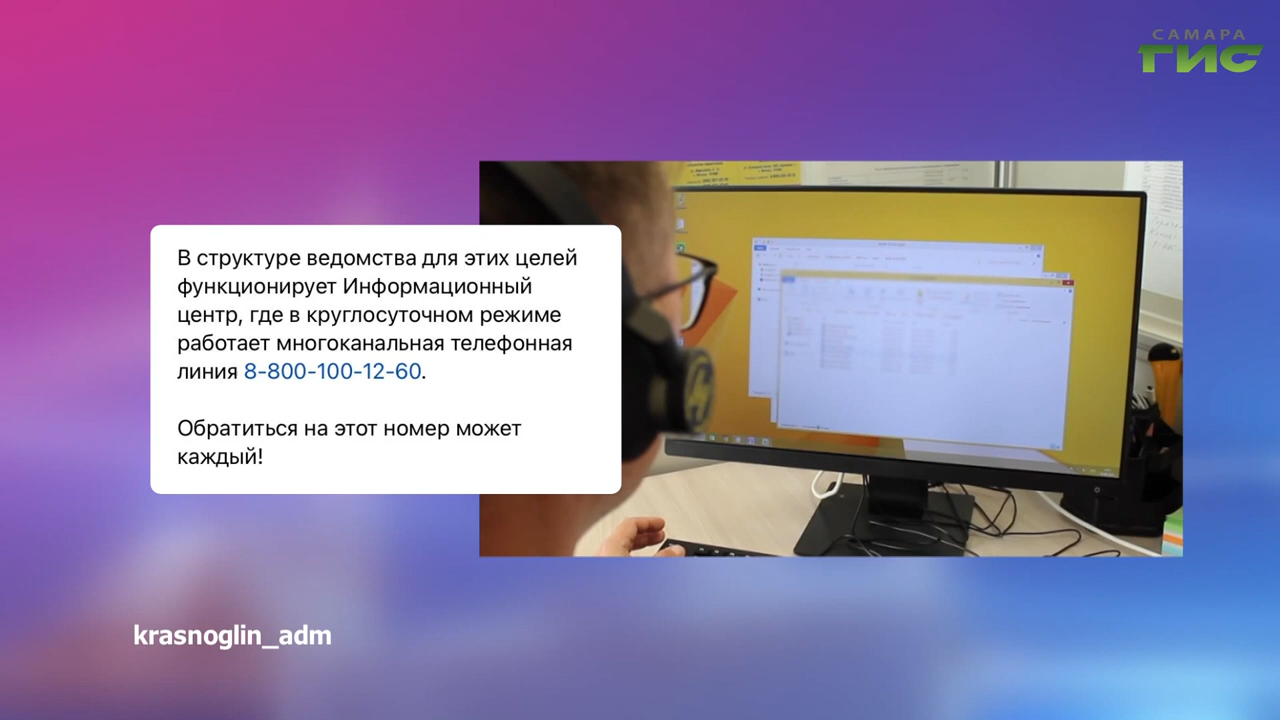 САМАРА
ГИС
В структуре ведомства для этих целей
функционирует Информационный
центр, где в круглосуточном режиме
работает многоканальная телефонная
линия 8-800-100-12-60.
Обратиться на этот номер может
каждый!
krasnoglin_adm